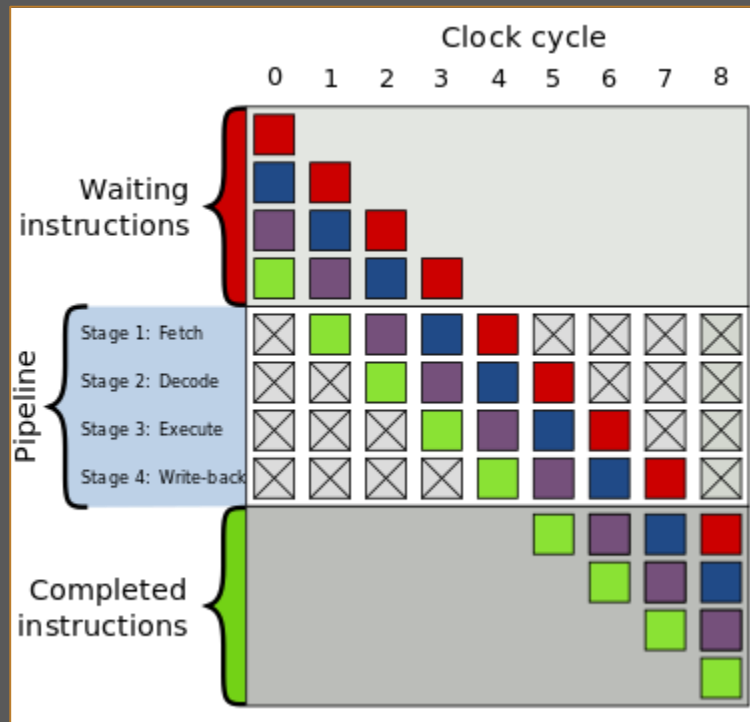 Clock cycle
0 1 2 3 4 5 6 7 8
Waiting
instructions
Pipeline
Stage 1: Fetch
Stage 2: Decode
Stage 3: Execute
Stage 4: Write-back
Completed
instructions